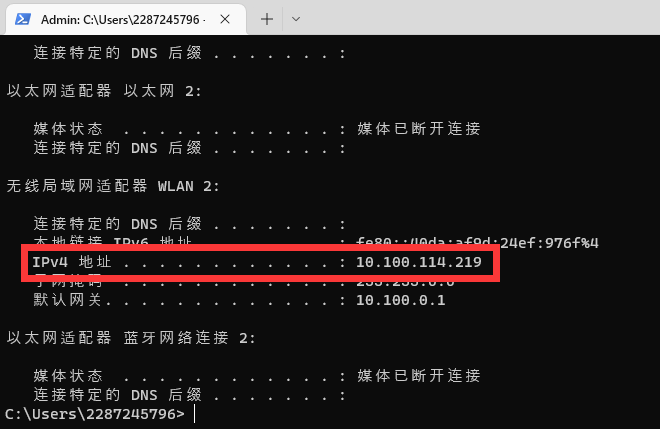 Admin: C:\Users\2287245796 -
连接特定的 DNS 后缀 . . . . . . . :
以太网适配器 以太网 2:
媒体状态 . . . . . . . . . . . . : 媒体已断开连接
连接特定的 DNS 后缀 . . . . . . . :
无线局域网适配器 WLAN 2:
连接特定的 DNS 后缀 . . . . . . . :
本地链接 IPv6 地址 . . . . . . . . : fe80::40da:af9d:24ef:976f%4
IPv4 地址 . . . . . . . . . . . . : 10.100.114.219
子网掩码 . . . . . . . . . . . . : 255.255.0.0
默认网关. . . . . . . . . . . . . : 10.100.0.1
以太网适配器 蓝牙网络连接 2:
媒体状态 . . . . . . . . . . . . : 媒体已断开连接
连接特定的 DNS 后缀 . . . . . . . :
C:\Users\2287245796>